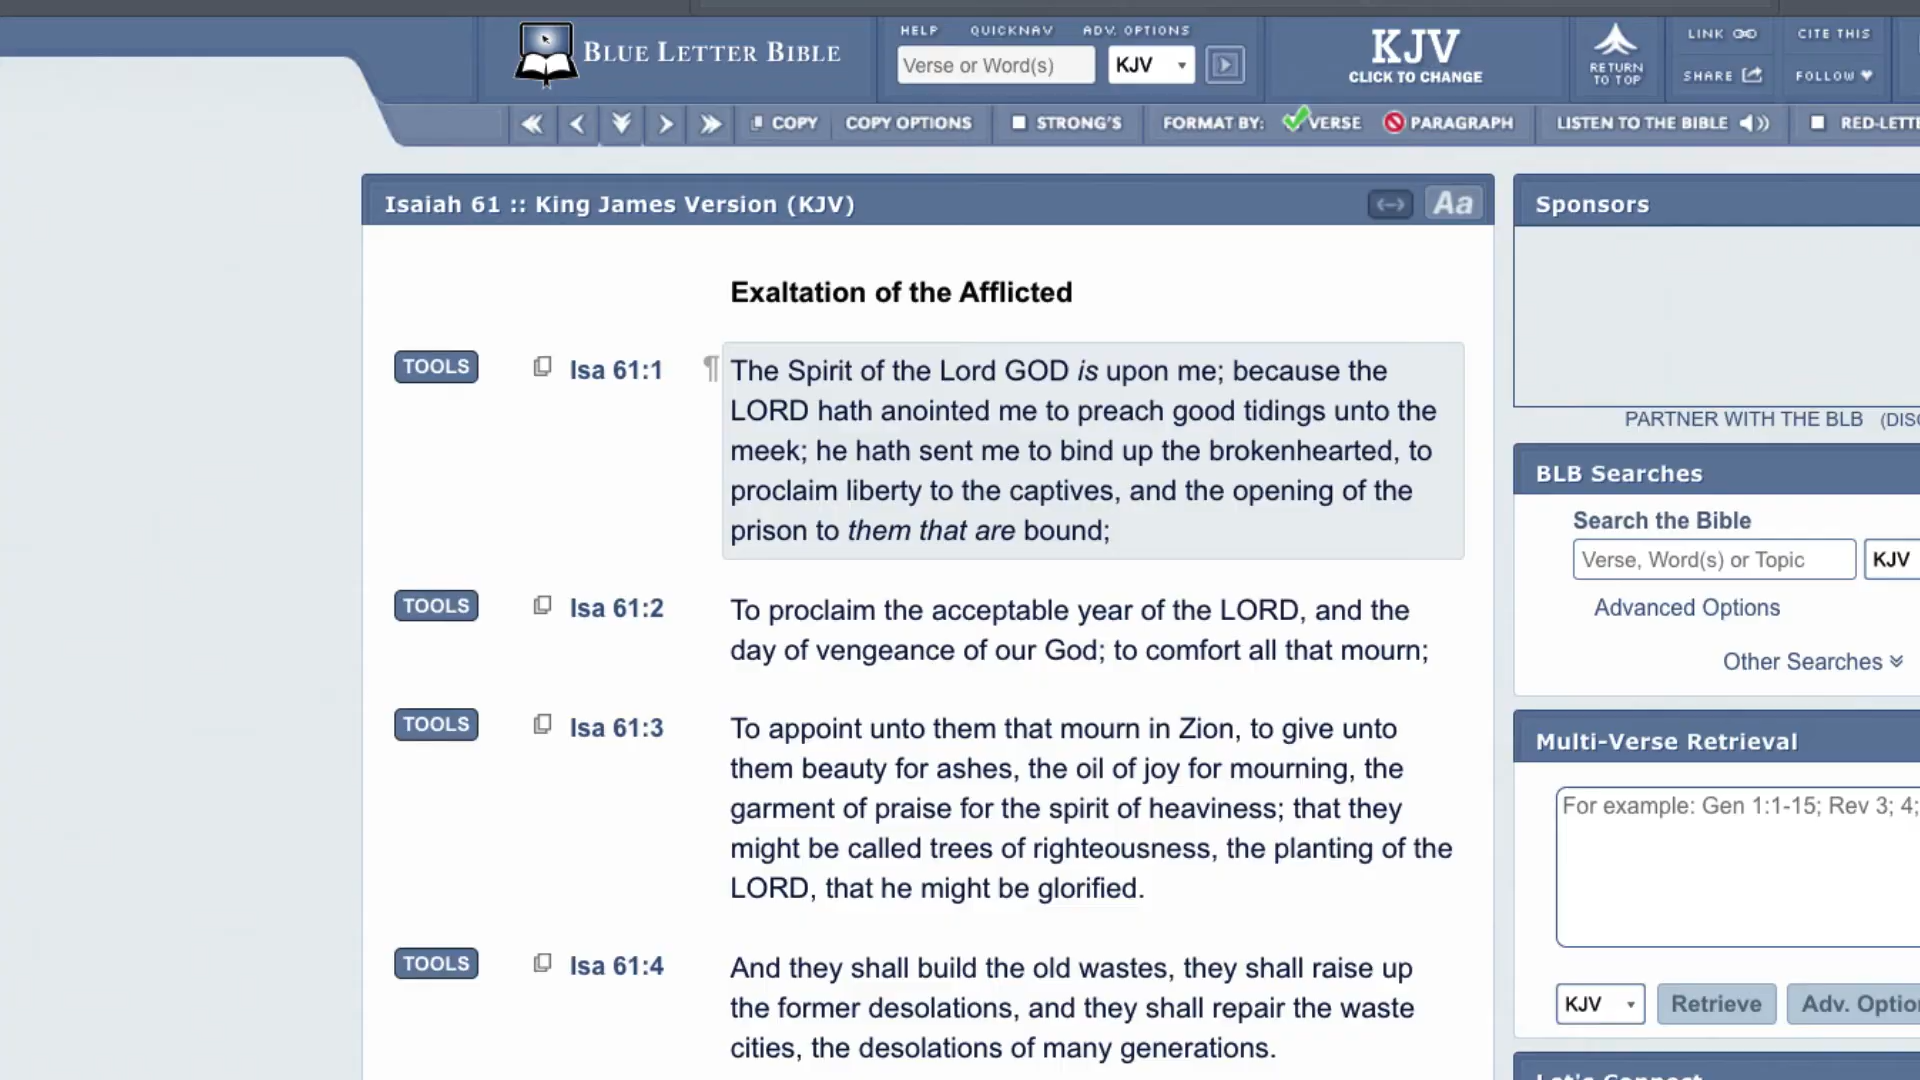 HELP QUICKNAV ADV. OPTIONS
BLUE LETTER BIBLE
Verse or Word(s) KJV
KJV
CLICK TO CHANGE
RETURN
TO TOP
LINK
SHARE
CITE THIS
FOLLOW
COPY COPY OPTIONS STRONG'S FORMAT BY: VERSE PARAGRAPH LISTEN TO THE BIBLE RED-LETT
Isaiah 61 :: King James Version (KJV) Aa
Exaltation of the Afflicted
TOOLS Isa 61:1 ¶ The Spirit of the Lord GOD is upon me; because the
LORD hath anointed me to preach good tidings unto the
meek; he hath sent me to bind up the brokenhearted, to
proclaim liberty to the captives, and the opening of the
prison to them that are bound;
TOOLS Isa 61:2 To proclaim the acceptable year of the LORD, and the
day of vengeance of our God; to comfort all that mourn;
TOOLS Isa 61:3 To appoint unto them that mourn in Zion, to give unto
them beauty for ashes, the oil of joy for mourning, the
garment of praise for the spirit of heaviness; that they
might be called trees of righteousness, the planting of the
LORD, that he might be glorified.
TOOLS Isa 61:4 And they shall build the old wastes, they shall raise up
the former desolations, and they shall repair the waste
cities, the desolations of many generations.
Sponsors
PARTNER WITH THE BLB (DISC
BLB Searches
Search the Bible
Verse, Word(s) or Topic KJV
Advanced Options
Other Searches
Multi-Verse Retrieval
For example: Gen 1:1-15; Rev 3; 4;
KJV Retrieve Adv. Option
Let's Connect